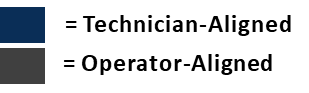 = Technician-Aligned
= Operator-Aligned